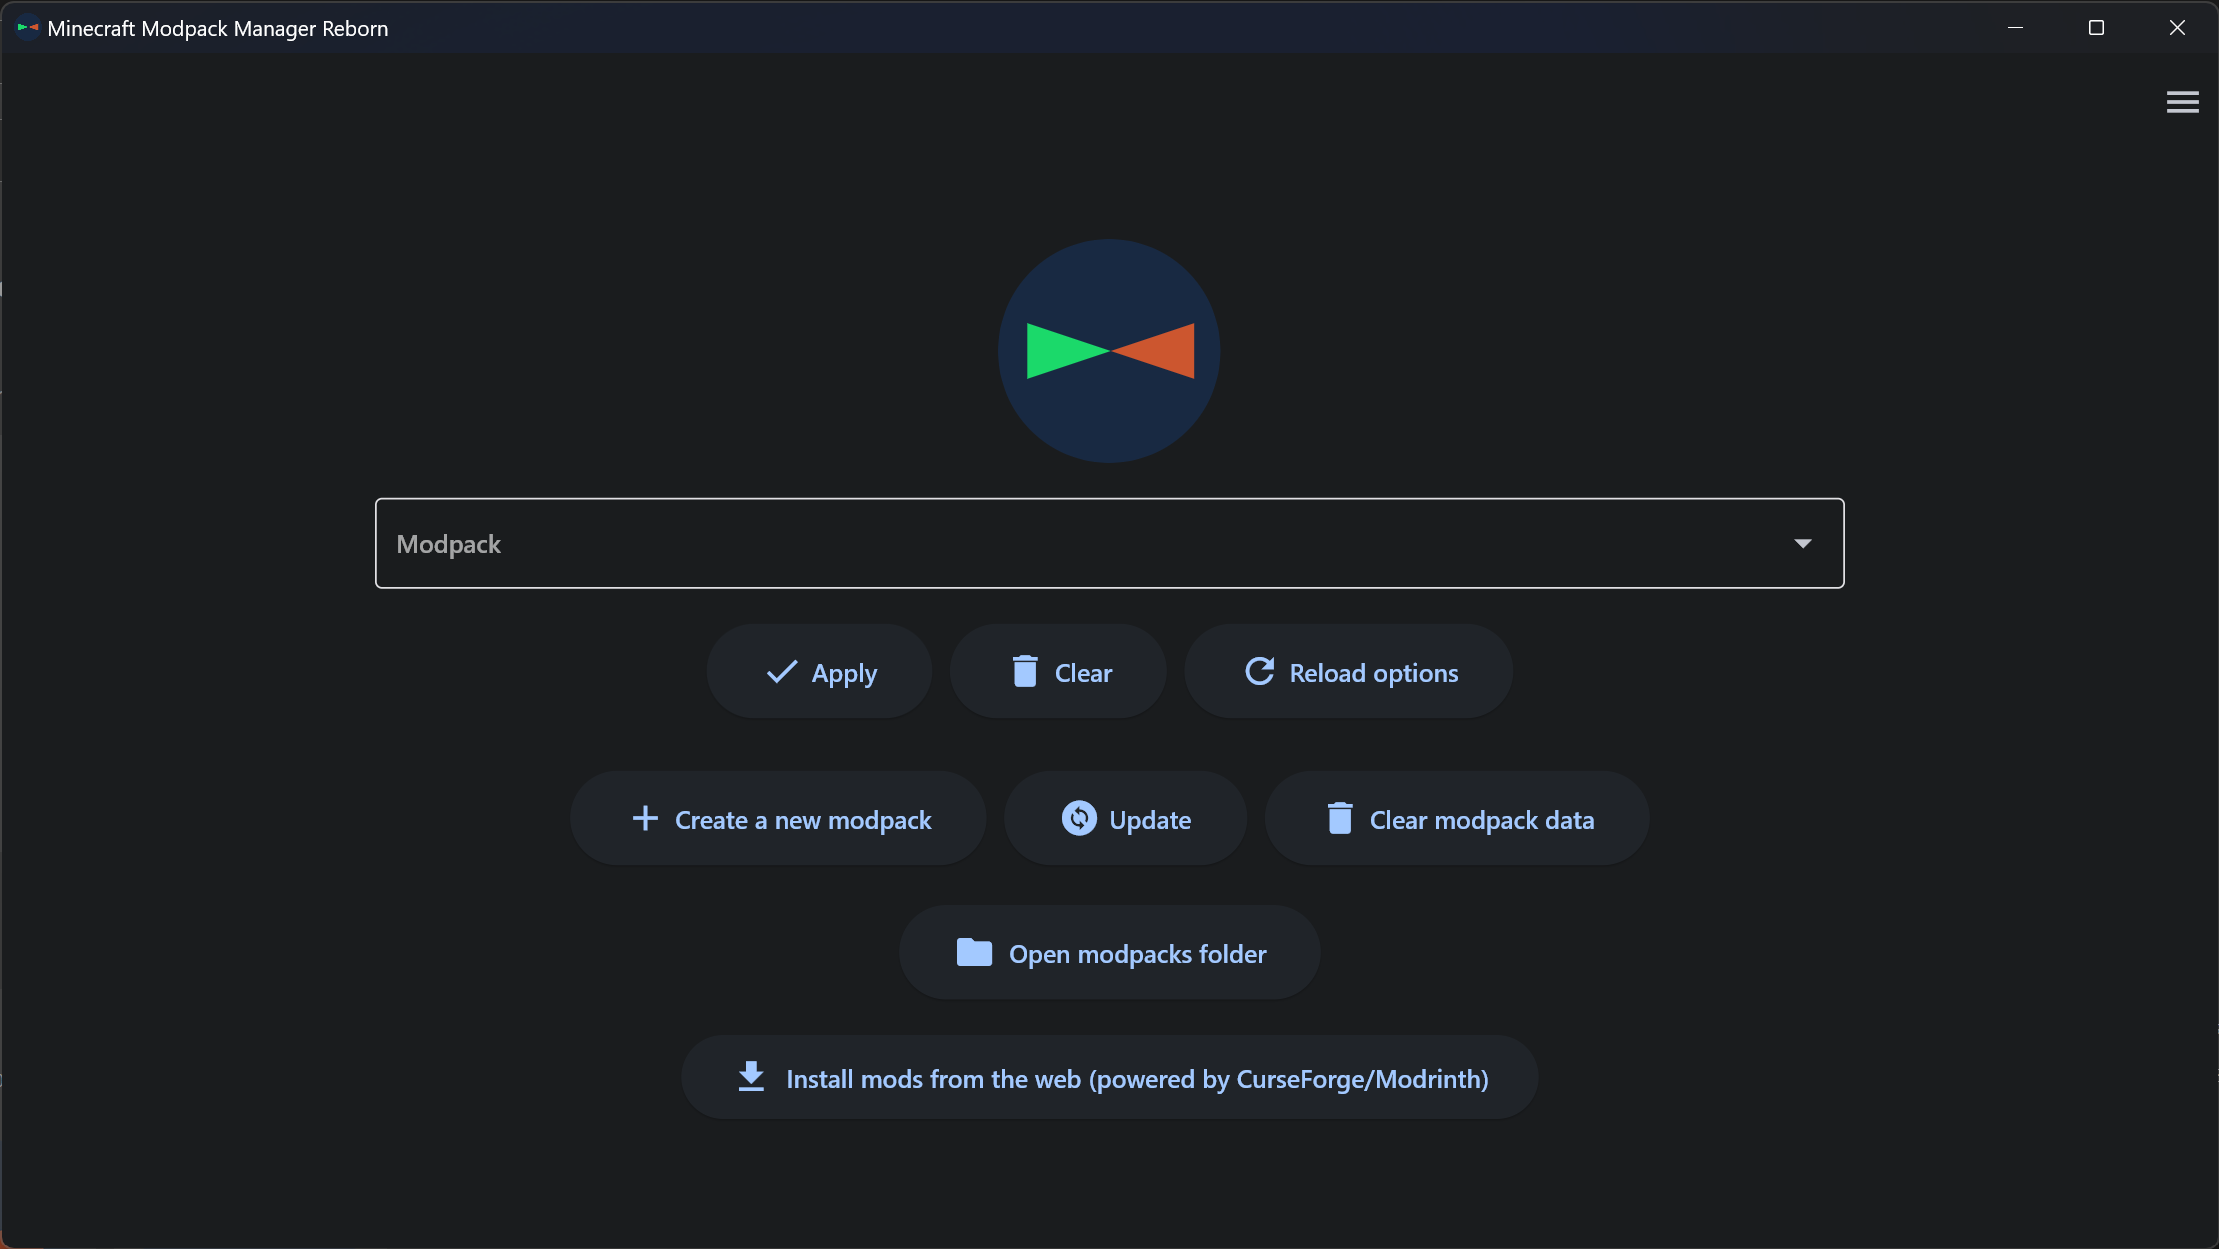 Minecraft Modpack Manager Reborn
Modpack
Apply
Clear
Reload options
Create a new modpack
Update
Clear modpack data
Open modpacks folder
Install mods from the web (powered by CurseForge/Modrinth)